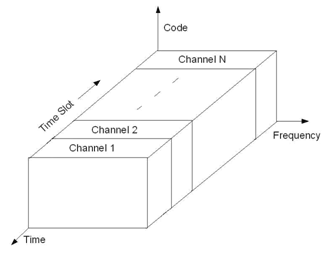 Code
Channel N
Time Slot
Channel 2
Frequency
Channel 1
Time